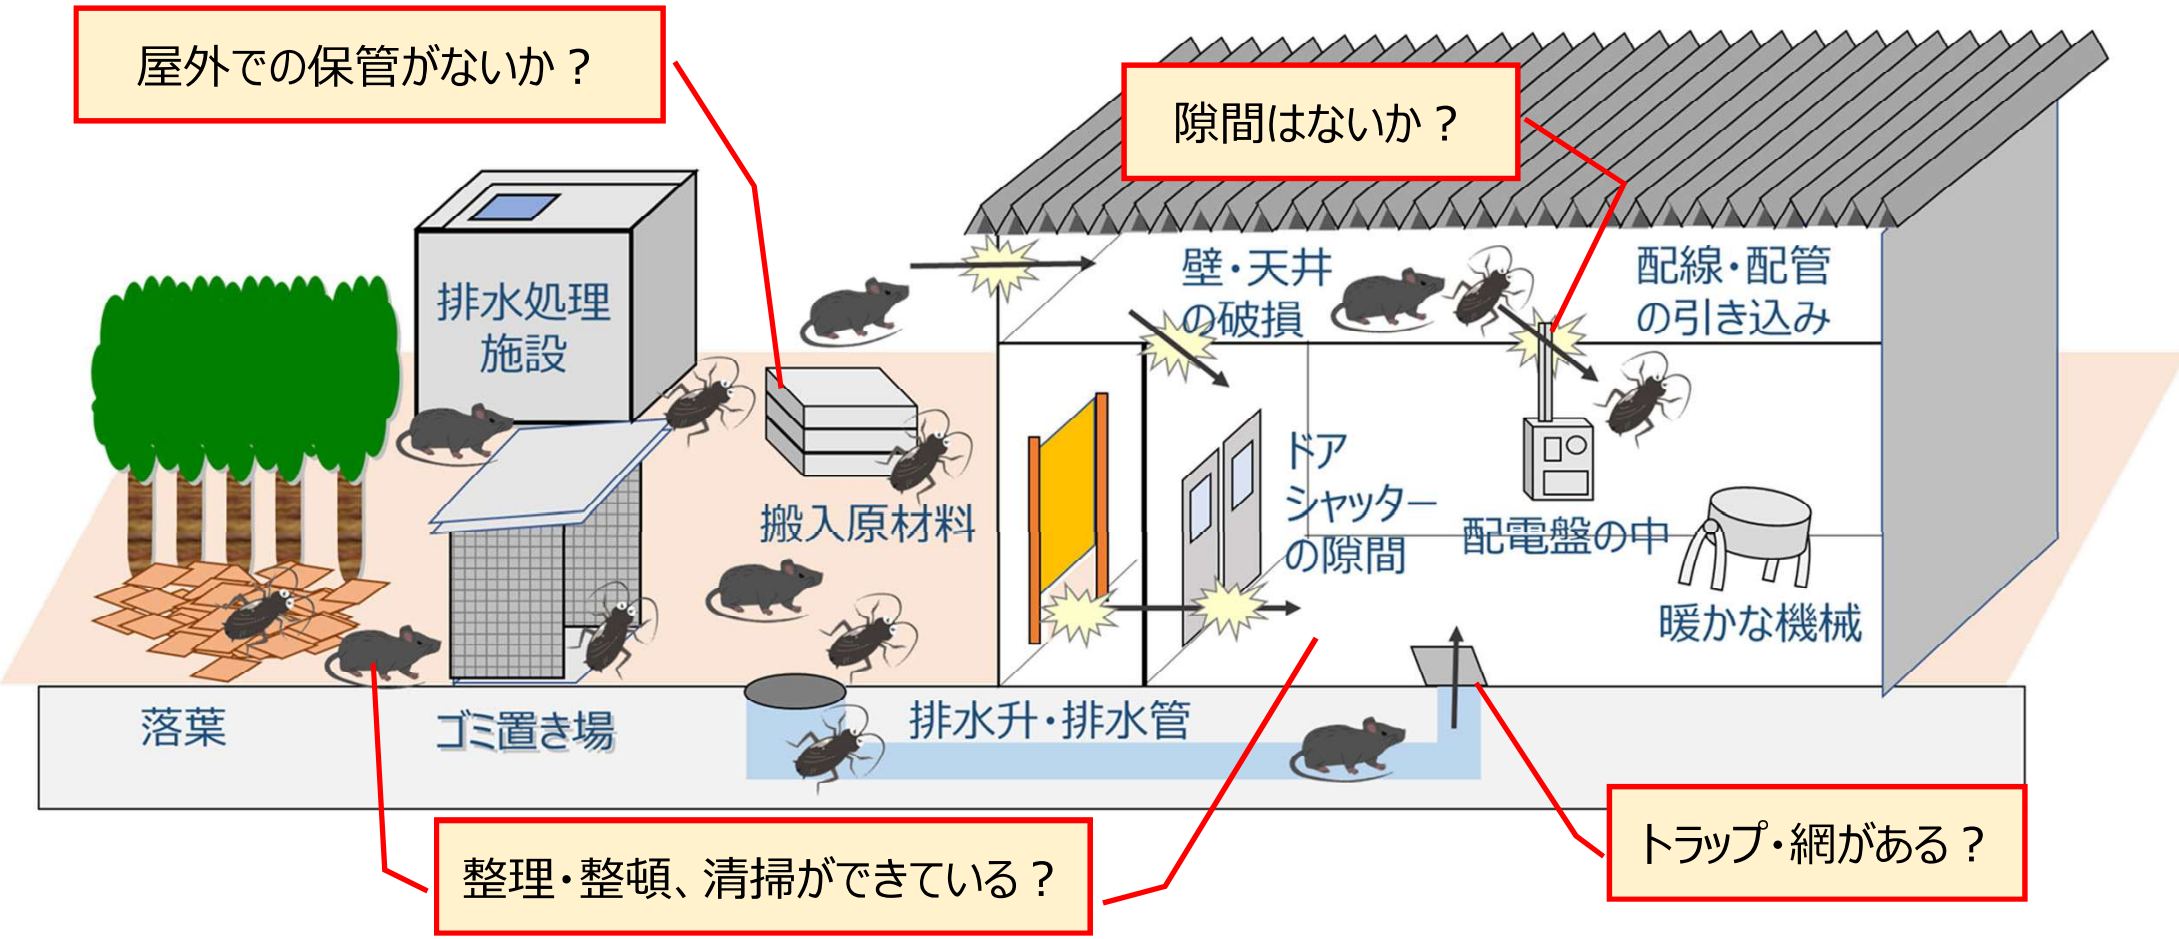 屋外での保管がないか？
隙間はないか？
排水処理
施設
壁・天井
の破損
配線・配管
の引き込み
搬入原材料
ドア
シャッター
の隙間
配電盤の中
暖かな機械
落葉
ゴミ置き場
排水升・排水管
整理・整頓、清掃ができている？
トラップ・網がある？